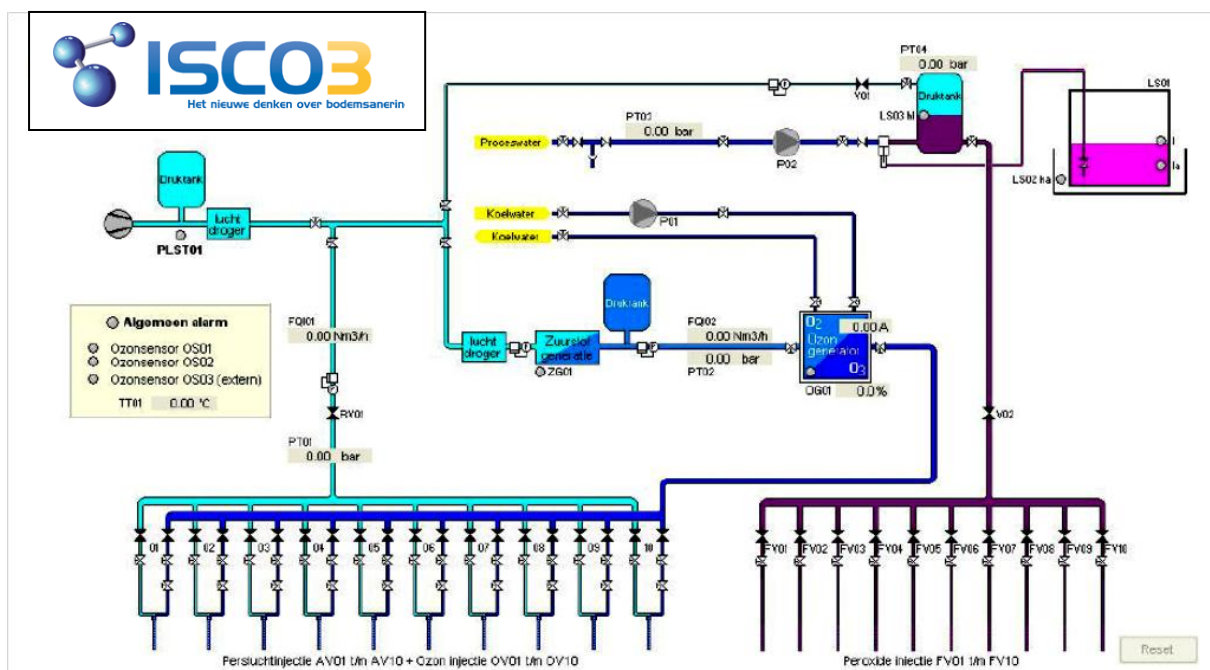 ISCO3
Het nieuwe denken over bodemsanerin
PT04
0.00 bar
Druktank
V01
LS03 hl
LS01
l
la
LS02 ha
PT03
0.00 bar
Proceswater
P02
Druktank
lucht
droger
PLST01
Koelwater
P01
Koelwater
Algemeen alarm
Ozonsensor OS01
Ozonsensor OS02
Ozonsensor OS03 (extern)
TT01 0.00 °C
FQI01
0.00 Nm3/h
Druktank
lucht
droger
Zuurstof
generatie
ZG01
FQI02
0.00 Nm3/h
0.00 bar
PT02
O2 0.00 A
Ozon
generator
O3
OG01 0.0%
RV01
V02
PT01
0.00 bar
01 02 03 04 05 06 07 08 09 10
FV01 FV02 FV03 FV04 FV05 FV06 FV07 FV08 FV09 FV10
Persluchtinjectie AV01 t/m AV10 + Ozon injectie OV01 t/m OV10
Peroxide injectie FV01 t/m FV10
Reset